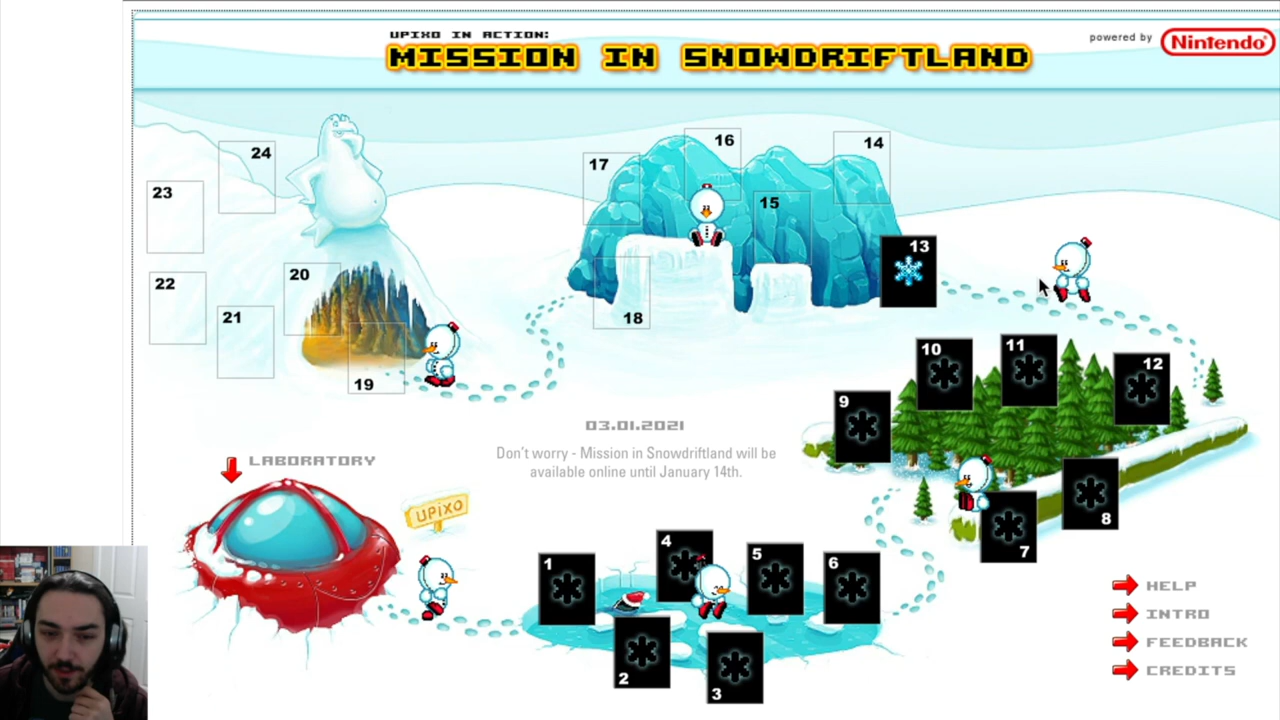 UPIXO IN ACTION:
MISSION IN SNOWDRIFTLAND
powered by Nintendo®
24
16
14
17
23
15
13
20
22
21
18
19
10
11
12
9
03.01.2021
Don't worry - Mission in Snowdriftland will be
available online until January 14th.
LABORATORY
UPiXO
8
7
1
4
5
6
2
3
HELP
INTRO
FEEDBACK
CREDITS